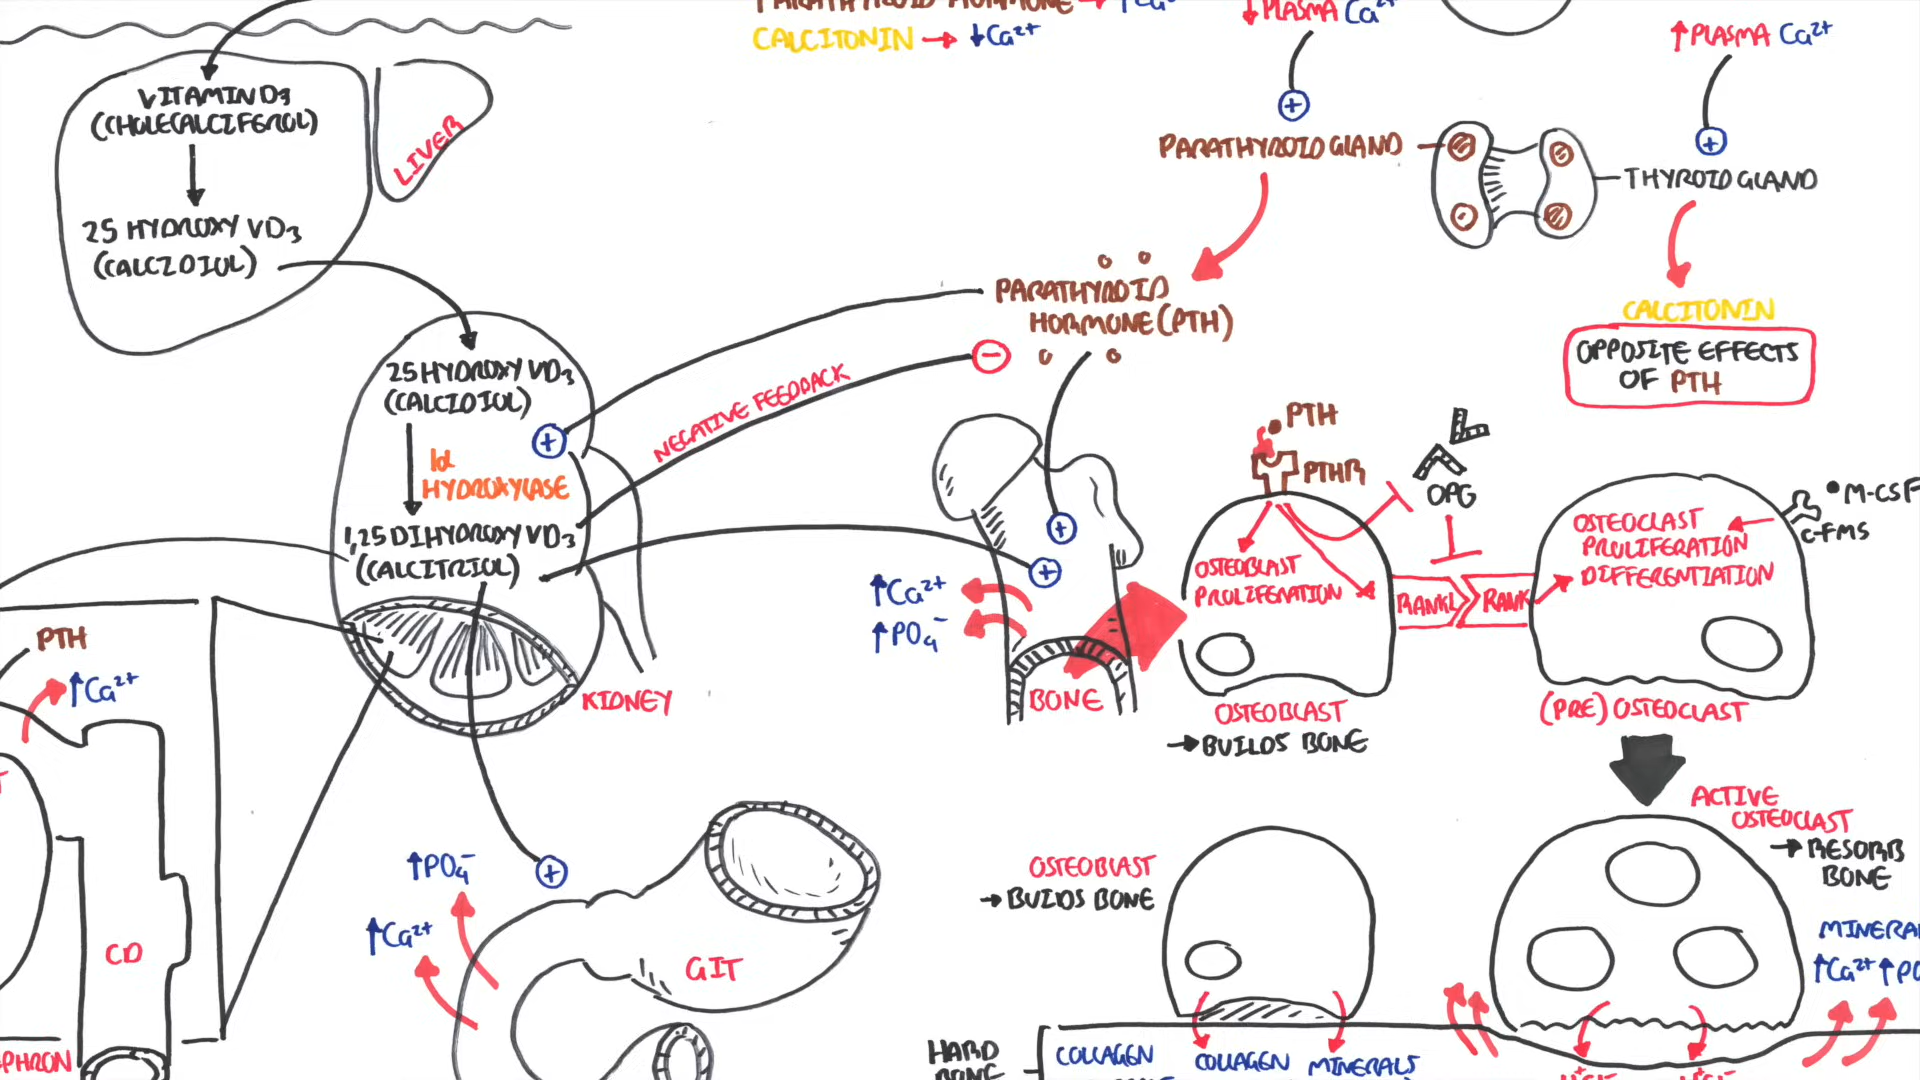 CALCITONIN → ↓Ca²⁺
↓PLASMA Ca²⁺
↑PLASMA Ca²⁺
VITAMIN D3
(CHOLECALCIFEROL)
LIVER
25 HYDROXY VD3
(CALCIDIOL)
PARATHYROID GLAND
THYROID GLAND
PARATHYROID
HORMONE (PTH)
CALCITONIN
OPPOSITE EFFECTS
OF PTH
25 HYDROXY VD3
(CALCIDIOL)
1α
HYDROXYLASE
NEGATIVE FEEDBACK
1,25 DIHYDROXY VD3
(CALCITRIOL)
KIDNEY
PTH
↑Ca²⁺
CD
PHRON
↑Ca²⁺
↑PO₄⁻
BONE
PTH
PTHR
OPG
OSTEOBLAST
PROLIFERATION
RANKL
RANK
M-CSF
C-FMS
OSTEOCLAST
PROLIFERATION
DIFFERENTIATION
OSTEOBLAST
→ BUILDS BONE
(PRE) OSTEOCLAST
ACTIVE
OSTEOCLAST
→ RESORB
BONE
↑PO₄⁻
↑Ca²⁺
GIT
OSTEOBLAST
→ BUILDS BONE
MINERA
↑Ca²⁺ ↑PO
HARD
BONE
COLLAGEN
COLLAGEN
MINERALS